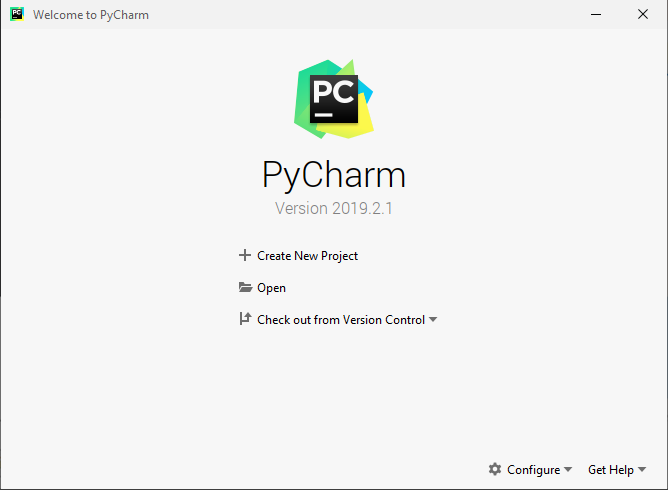 Welcome to PyCharm
PC
PyCharm
Version 2019.2.1
Create New Project
Open
Check out from Version Control
Configure
Get Help